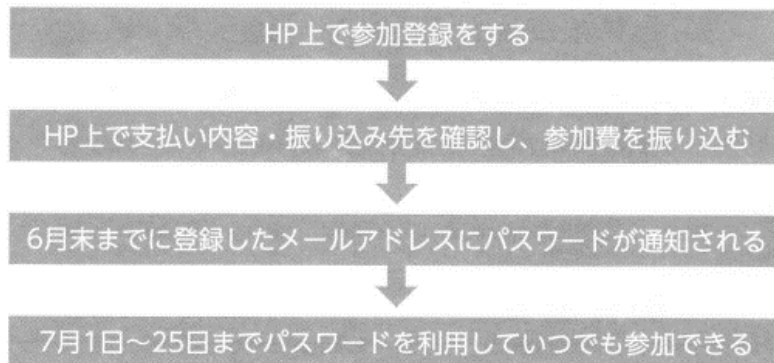 HP上で参加登録をする
HP上で支払い内容・振り込み先を確認し、参加費を振り込む
6月末までに登録したメールアドレスにパスワードが通知される
7月1日～25日までパスワードを利用していつでも参加できる